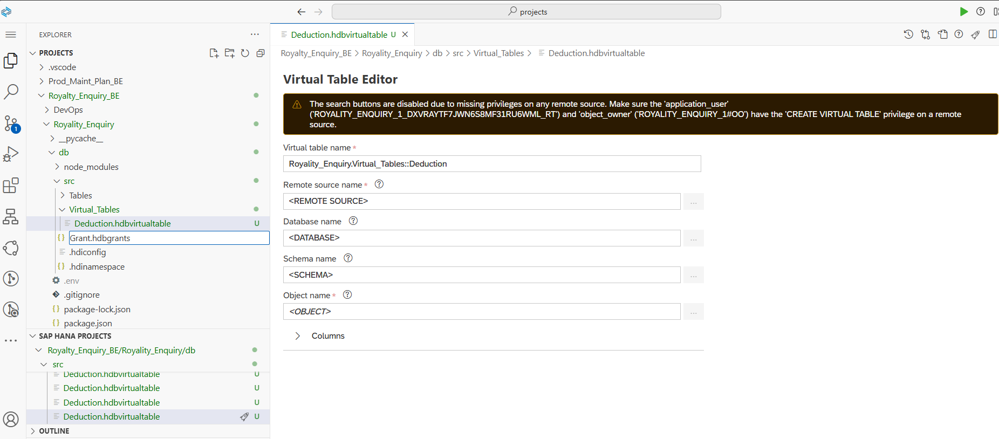 projects
EXPLORER
PROJECTS
.vscode
Prod_Maint_Plan_BE
Royalty_Enquiry_BE
DevOps
Royality_Enquiry
__pycache__
db
node_modules
src
Tables
Virtual_Tables
Deduction.hdbvirtualtable U
Grant.hdbgrants
.hdiconfig
.hdinamespace
.env
.gitignore
package-lock.json
package.json
SAP HANA PROJECTS
Royalty_Enquiry_BE/Royality_Enquiry/db
src
Deduction.hdbvirtualtable U
Deduction.hdbvirtualtable U
Deduction.hdbvirtualtable U
Deduction.hdbvirtualtable U
OUTLINE
1
Deduction.hdbvirtualtable U
Royalty_Enquiry_BE > Royality_Enquiry > db > src > Virtual_Tables > Deduction.hdbvirtualtable
Virtual Table Editor
The search buttons are disabled due to missing privileges on any remote source. Make sure the 'application_user'
('ROYALITY_ENQUIRY_1_DXVRAYTF7JWN6S8MF31RU6WML_RT') and 'object_owner' ('ROYALITY_ENQUIRY_1#OO') have the 'CREATE VIRTUAL TABLE' privilege on a remote
source.
Virtual table name *
Royality_Enquiry.Virtual_Tables::Deduction
Remote source name *
<REMOTE SOURCE>
...
Database name
<DATABASE>
...
Schema name
<SCHEMA>
...
Object name *
<OBJECT>
...
Columns